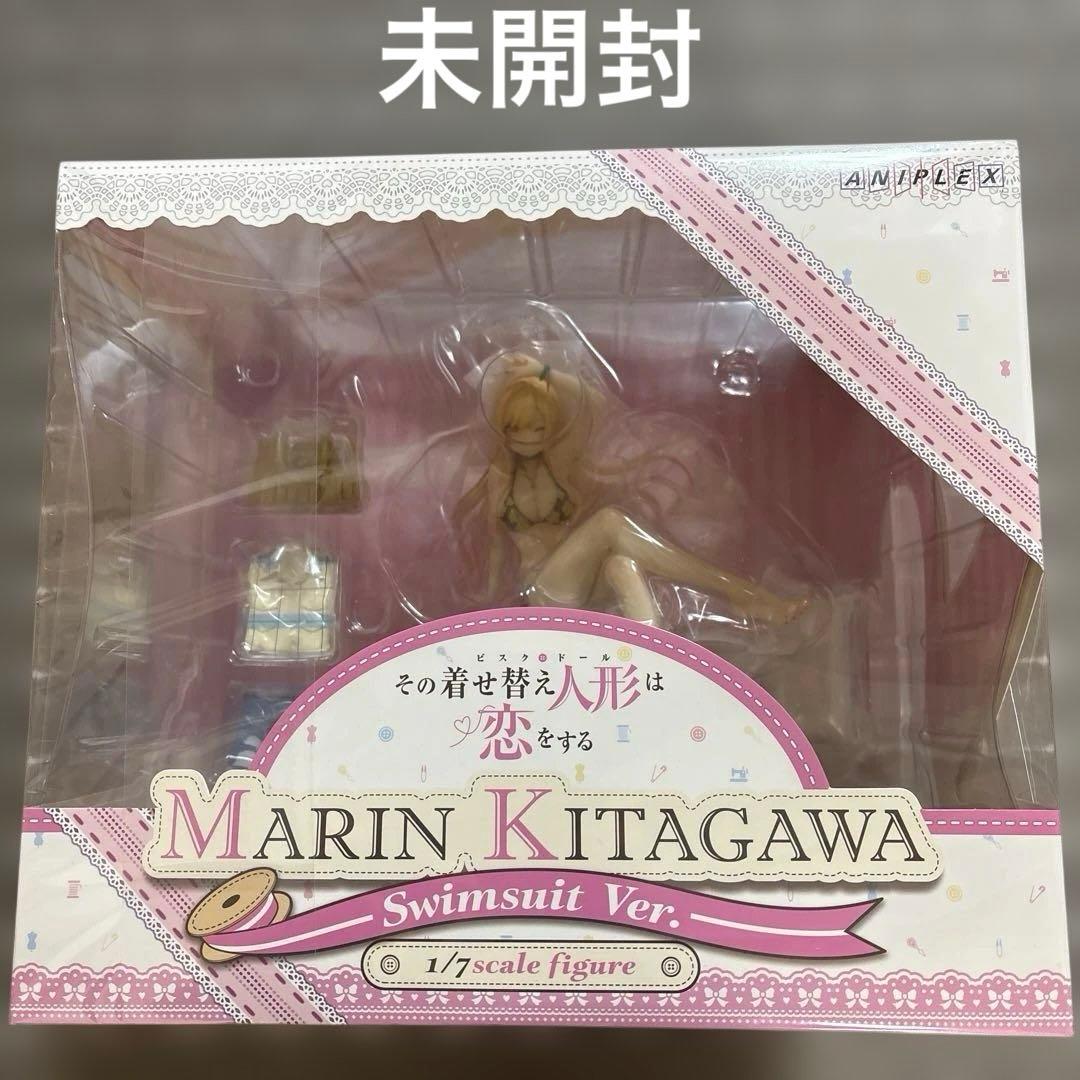 未開封
ANIPLEX
ビスク・ドール
その着せ替え人形は
恋をする
MARIN KITAGAWA
Swimsuit Ver.
1/7 scale figure